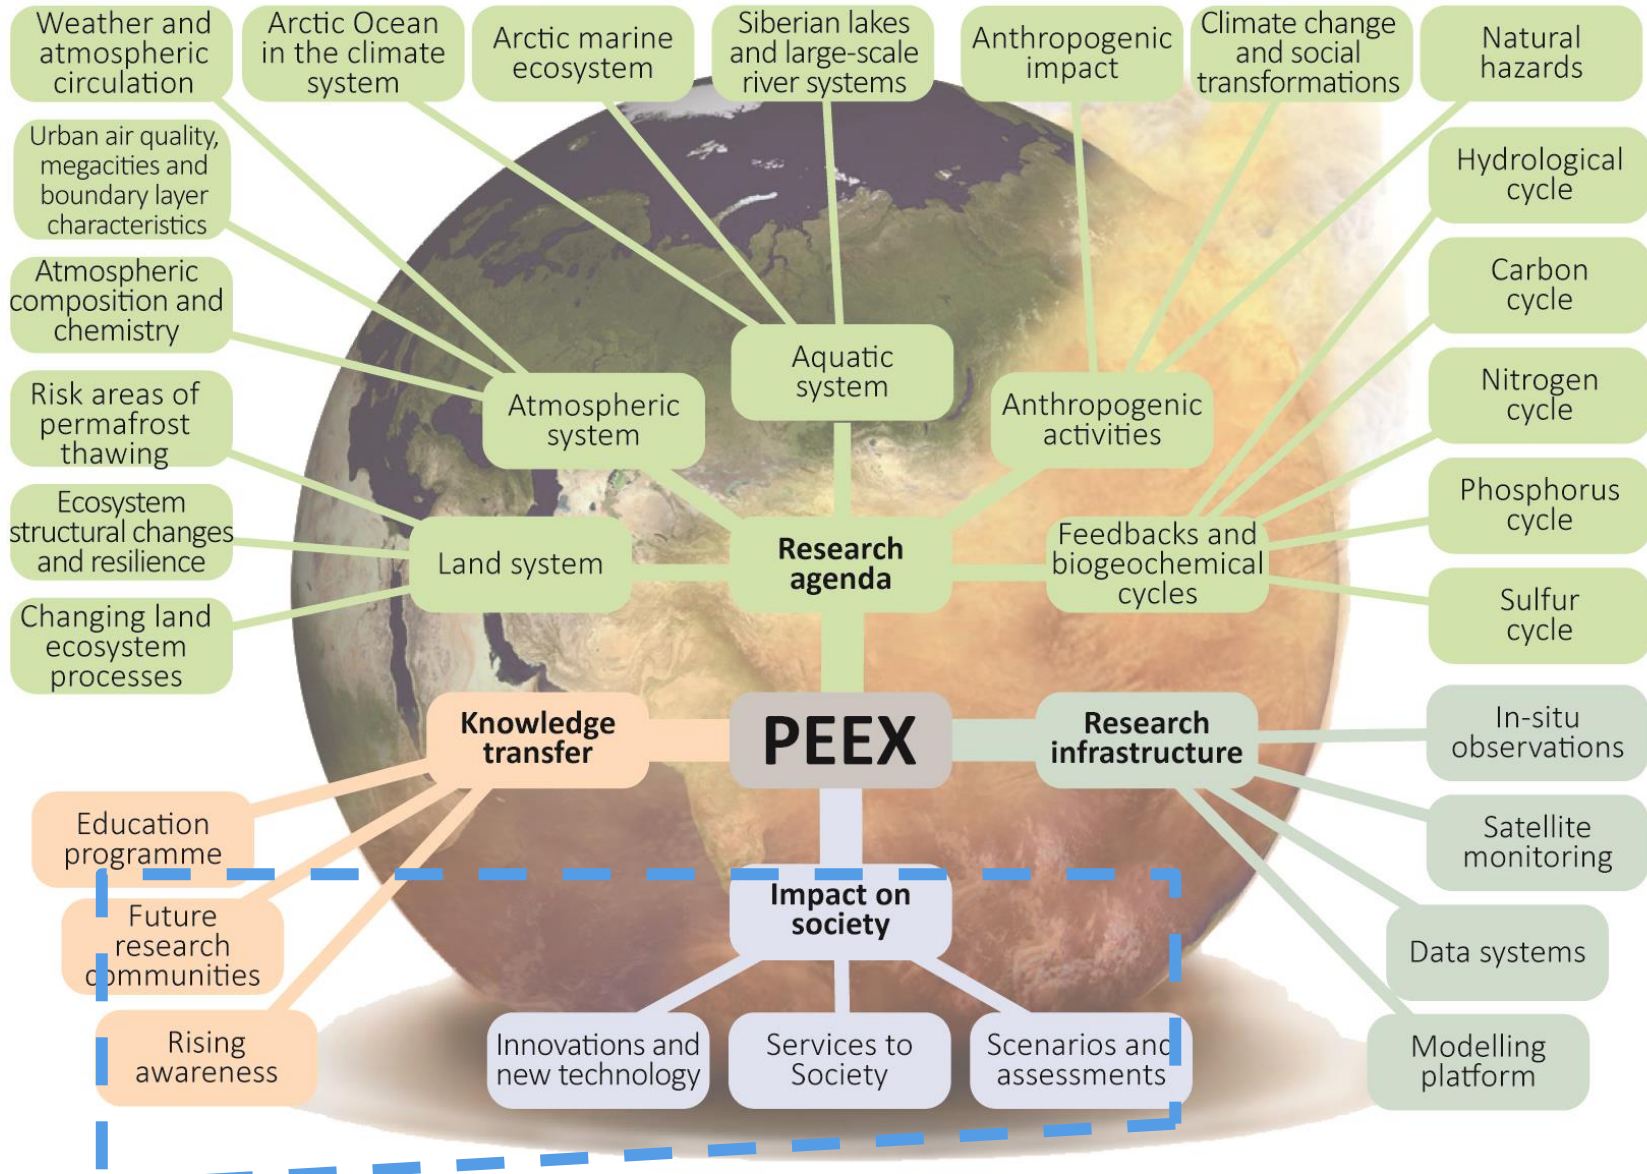 Weather and
atmospheric
circulation
Arctic Ocean
in the climate
system
Arctic marine
ecosystem
Siberian lakes
and large-scale
river systems
Anthropogenic
impact
Climate change
and social
transformations
Natural
hazards
Urban air quality,
megacities and
boundary layer
characteristics
Hydrological
cycle
Atmospheric
composition and
chemistry
Carbon
cycle
Risk areas of
permafrost
thawing
Atmospheric
system
Aquatic
system
Anthropogenic
activities
Nitrogen
cycle
Ecosystem
structural changes
and resilience
Phosphorus
cycle
Land system
Research
agenda
Feedbacks and
biogeochemical
cycles
Changing land
ecosystem
processes
Sulfur
cycle
Knowledge
transfer
PEEX
Research
infrastructure
In-situ
observations
Education
programme
Satellite
monitoring
Impact on
society
Future
research
communities
Data systems
Rising
awareness
Innovations and
new technology
Services to
Society
Scenarios and
assessments
Modelling
platform